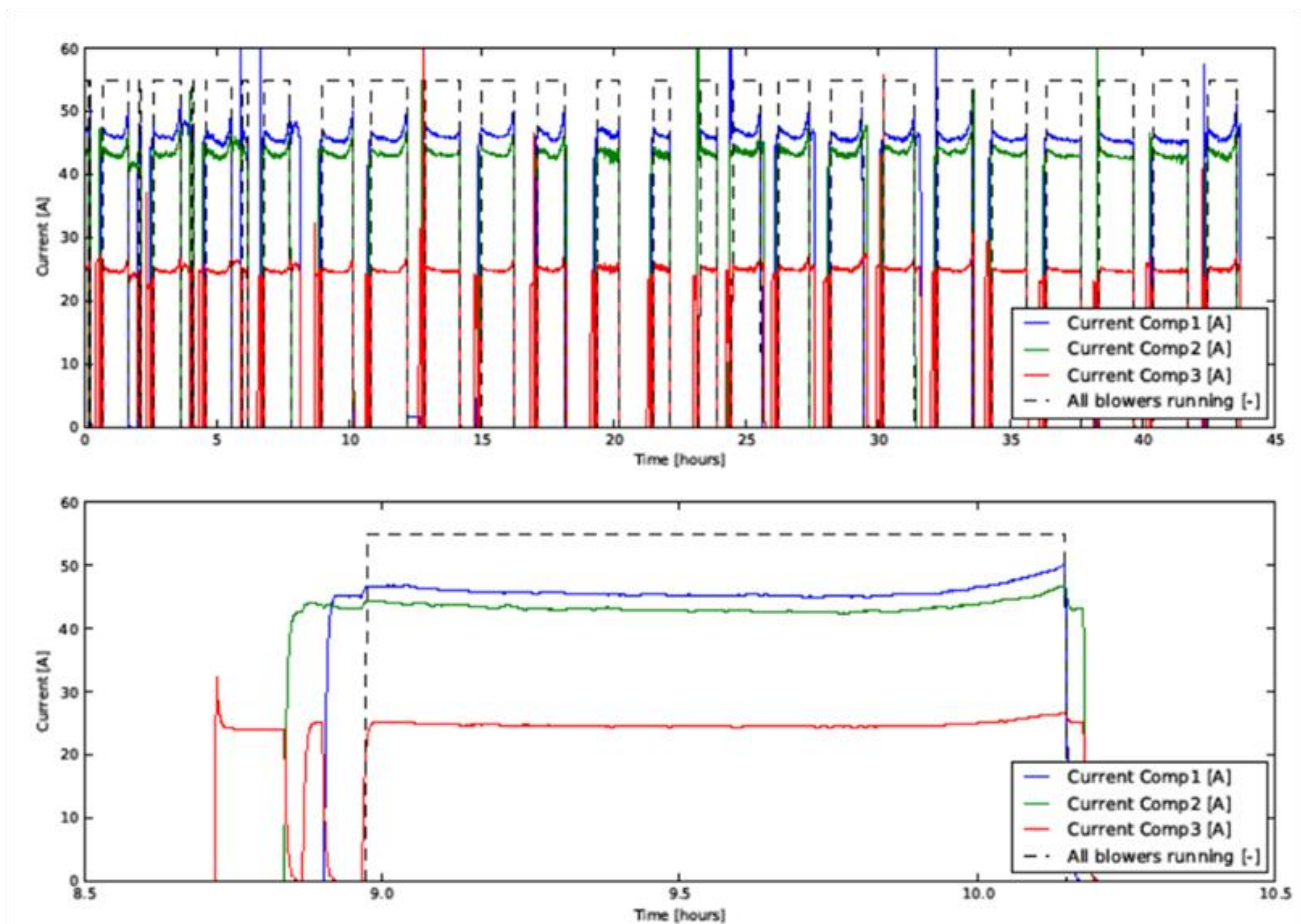 60
50
40
30
20
10
0
Current [A]
Current Comp1 [A]
Current Comp2 [A]
Current Comp3 [A]
All blowers running [-]
0 5 10 15 20 25 30 35 40 45
Time [hours]
60
50
40
30
20
10
0
Current [A]
Current Comp1 [A]
Current Comp2 [A]
Current Comp3 [A]
All blowers running [-]
8.5 9.0 9.5 10.0 10.5
Time [hours]